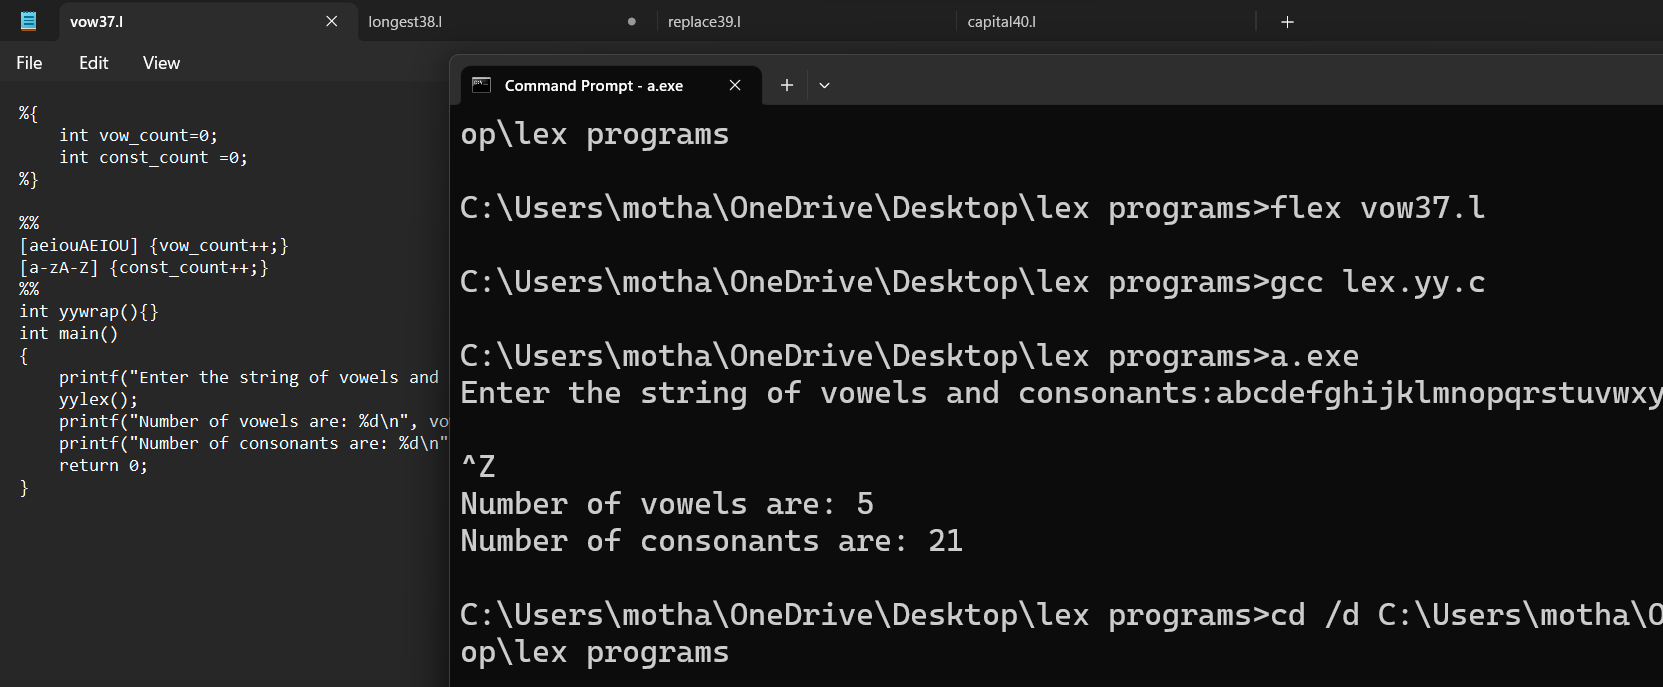 vow37.l
longest38.l
replace39.l
capital40.l
File Edit View
%{
int vow_count=0;
int const_count =0;
%}
%%
[aeiouAEIOU] {vow_count++;}
[a-zA-Z] {const_count++;}
%%
int yywrap(){}
int main()
{
printf("Enter the string of vowels and
yylex();
printf("Number of vowels are: %d\n", vo
printf("Number of consonants are: %d\n"
return 0;
}
Command Prompt - a.exe
op\lex programs
C:\Users\motha\OneDrive\Desktop\lex programs>flex vow37.l
C:\Users\motha\OneDrive\Desktop\lex programs>gcc lex.yy.c
C:\Users\motha\OneDrive\Desktop\lex programs>a.exe
Enter the string of vowels and consonants:abcdefghijklmnopqrstuvwxy
^Z
Number of vowels are: 5
Number of consonants are: 21
C:\Users\motha\OneDrive\Desktop\lex programs>cd /d C:\Users\motha\O
op\lex programs